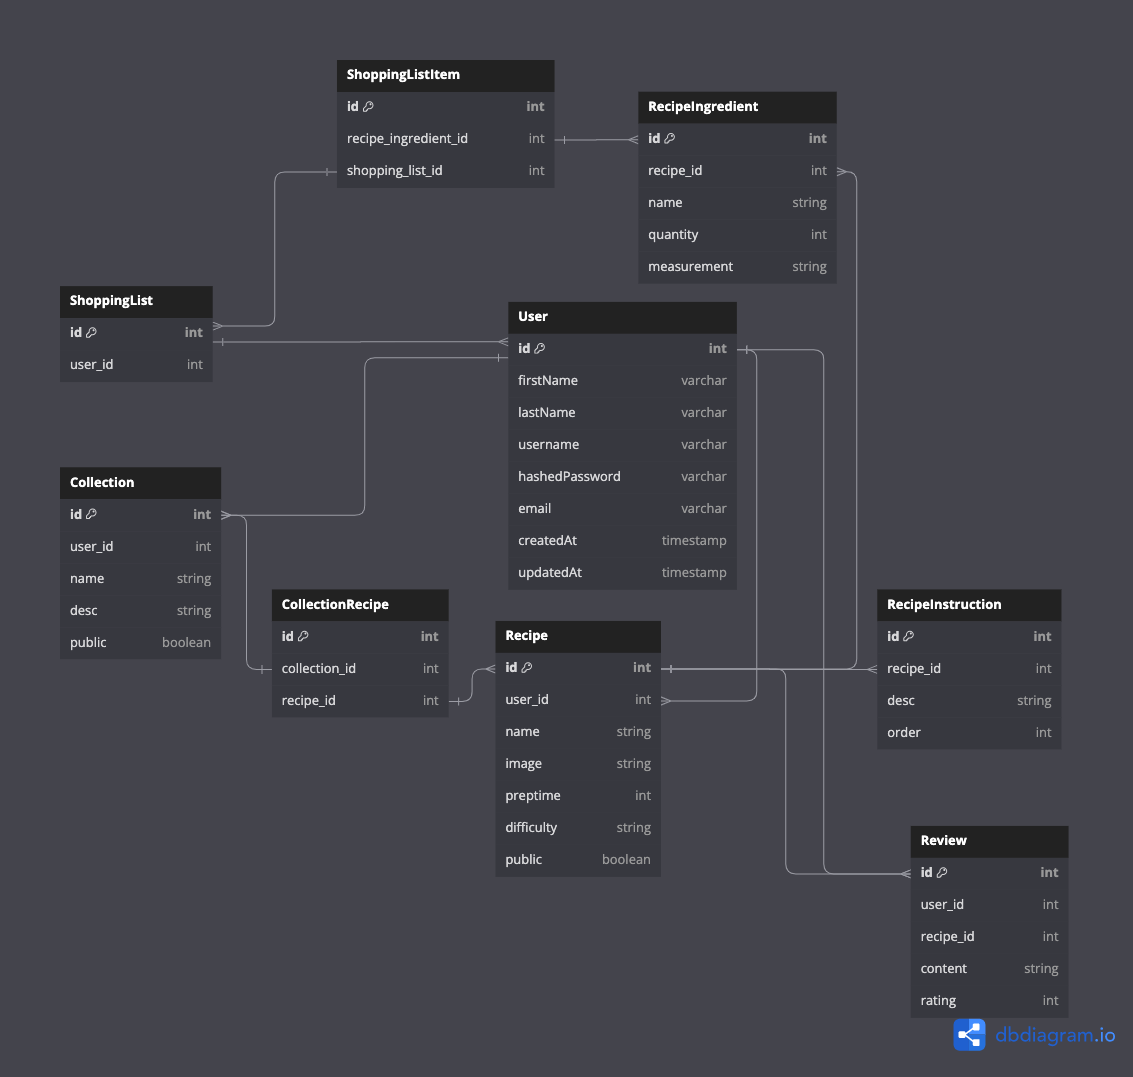 ShoppingListItem
id int
recipe_ingredient_id int
shopping_list_id int
RecipeIngredient
id int
recipe_id int
name string
quantity int
measurement string
ShoppingList
id int
user_id int
User
id int
firstName varchar
lastName varchar
username varchar
hashedPassword varchar
email varchar
createdAt timestamp
updatedAt timestamp
Collection
id int
user_id int
name string
desc string
public boolean
CollectionRecipe
id int
collection_id int
recipe_id int
Recipe
id int
user_id int
name string
image string
preptime int
difficulty string
public boolean
RecipeInstruction
id int
recipe_id int
desc string
order int
Review
id int
user_id int
recipe_id int
content string
rating int
dbdiagram.io